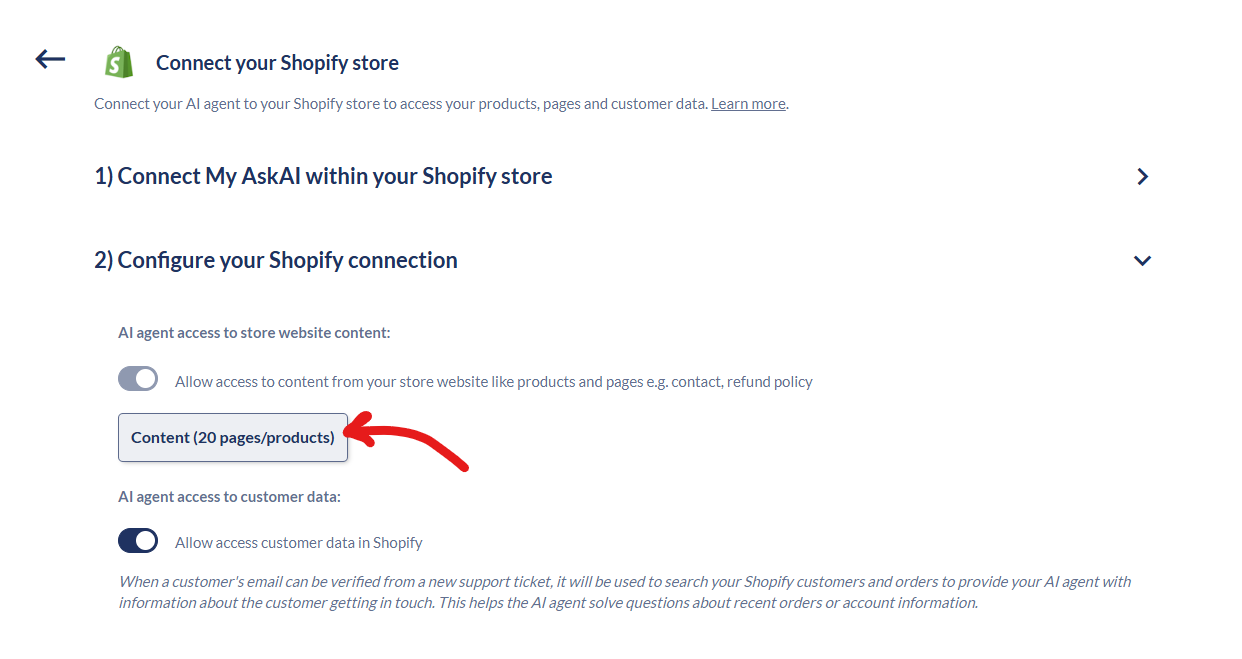 Connect your Shopify store
Connect your AI agent to your Shopify store to access your products, pages and customer data. Learn more.
1) Connect My AskAI within your Shopify store
2) Configure your Shopify connection
AI agent access to store website content:
Allow access to content from your store website like products and pages e.g. contact, refund policy
Content (20 pages/products)
AI agent access to customer data:
Allow access customer data in Shopify
When a customer's email can be verified from a new support ticket, it will be used to search your Shopify customers and orders to provide your AI agent with
information about the customer getting in touch. This helps the AI agent solve questions about recent orders or account information.